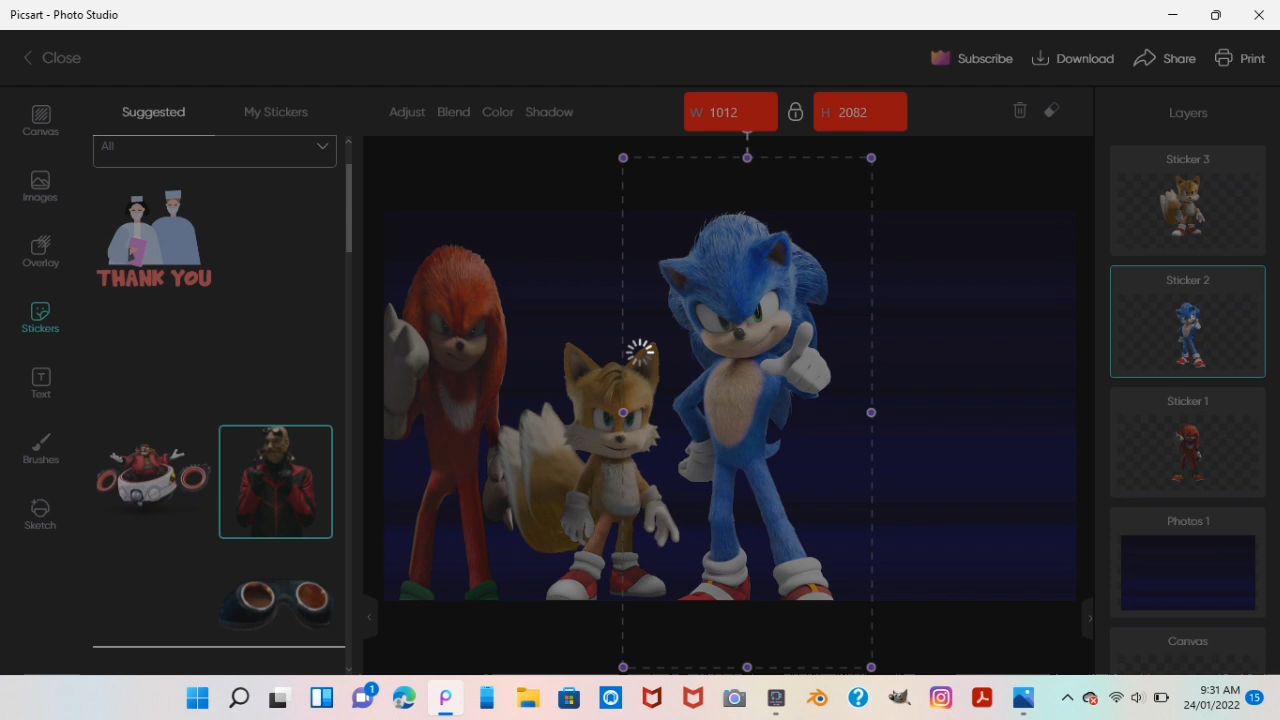 Picsart - Photo Studio
Close
Subscribe
Download
Share
Print
Suggested
My Stickers
Adjust
Blend
Color
Shadow
W 1012
H 2082
Layers
Canvas
Images
Overlay
Stickers
Text
Brushes
Sketch
All
THANK YOU
Sticker 3
Sticker 2
Sticker 1
Photos 1
Canvas
1
9:31 AM
24/01/2022
15